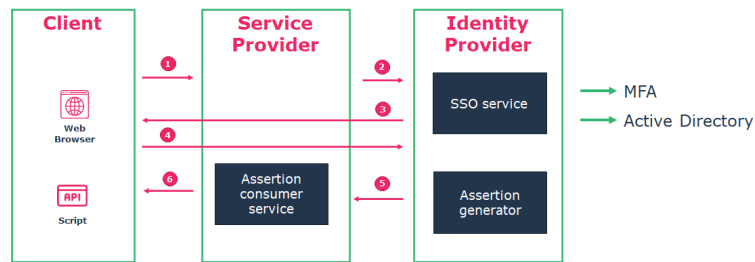 Client
Service
Provider
Identity
Provider
1
2
SSO service
MFA
3
Active Directory
Web
Browser
4
6
Assertion
consumer
service
5
Assertion
generator
API
Script